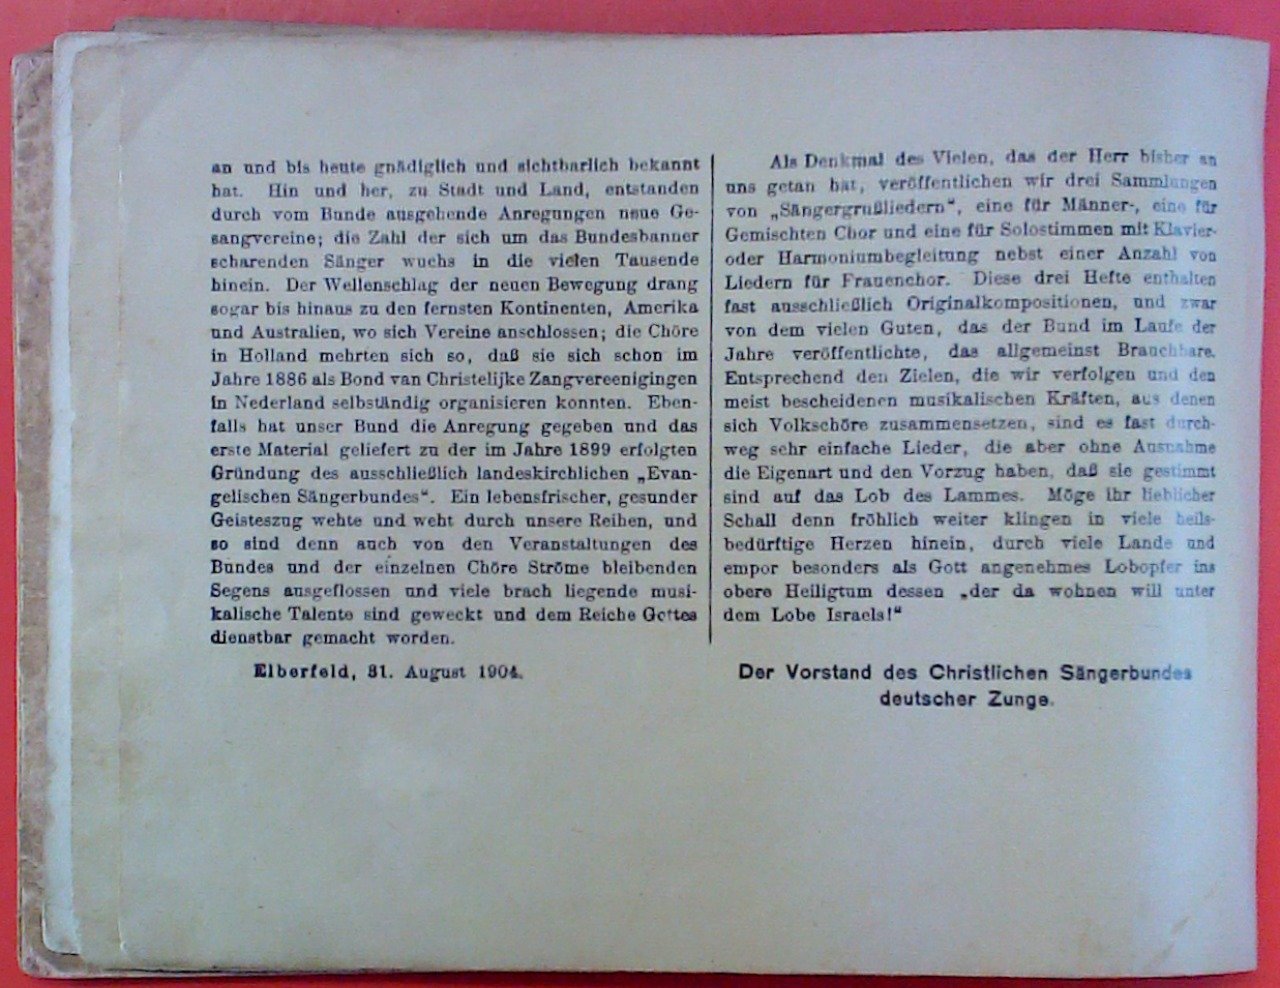 an und bis heute gnädiglich und sichtbarlich bekannt
hat. Hin und her, zu Stadt und Land, entstanden
durch vom Bunde ausgehende Anregungen neue Ge-
sangvereine; die Zahl der sich um das Bundesbanner
scharenden Sänger wuchs in die vielen Tausende
hinein. Der Wellenschlag der neuen Bewegung drang
sogar bis hinaus zu den fernsten Kontinenten, Amerika
und Australien, wo sich Vereine anschlossen; die Chöre
in Holland mehrten sich so, daß sie sich schon im
Jahre 1886 als Bond van Christelijke Zangvereenigingen
in Nederland selbständig organisieren konnten. Eben-
falls hat unser Bund die Anregung gegeben und das
erste Material geliefert zu der im Jahre 1899 erfolgten
Gründung des ausschließlich landeskirchlichen „Evan-
gelischen Sängerbundes“. Ein lebensfrischer, gesunder
Geisteszug wehte und weht durch unsere Reihen, und
so sind denn auch von den Veranstaltungen des
Bundes und der einzelnen Chöre Ströme bleibenden
Segens ausgeflossen und viele brach liegende musi-
kalische Talente sind geweckt und dem Reiche Gottes
dienstbar gemacht worden.
Elberfeld, 31. August 1904.
Als Denkmal des Vielen, das der Herr bisher an
uns getan hat, veröffentlichen wir drei Sammlungen
von „Sängergrußliedern“, eine für Männer-, eine für
Gemischten Chor und eine für Solostimmen mit Klavier-
oder Harmoniumbegleitung nebst einer Anzahl von
Liedern für Frauenchor. Diese drei Hefte enthalten
fast ausschließlich Originalkompositionen, und zwar
von dem vielen Guten, das der Bund im Laufe der
Jahre veröffentlichte, das allgemeinst Brauchbare.
Entsprechend den Zielen, die wir verfolgen und den
meist bescheidenen musikalischen Kräften, aus denen
sich Volkschöre zusammensetzen, sind es fast durch-
weg sehr einfache Lieder, die aber ohne Ausnahme
die Eigenart und den Vorzug haben, daß sie gestimmt
sind auf das Lob des Lammes. Möge ihr lieblicher
Schall denn fröhlich weiter klingen in viele heils-
bedürftige Herzen hinein, durch viele Lande und
empor besonders als Gott angenehmes Lobopfer ins
obere Heiligtum dessen „der da wohnen will unter
dem Lobe Israels!“
Der Vorstand des Christlichen Sängerbundes
deutscher Zunge.